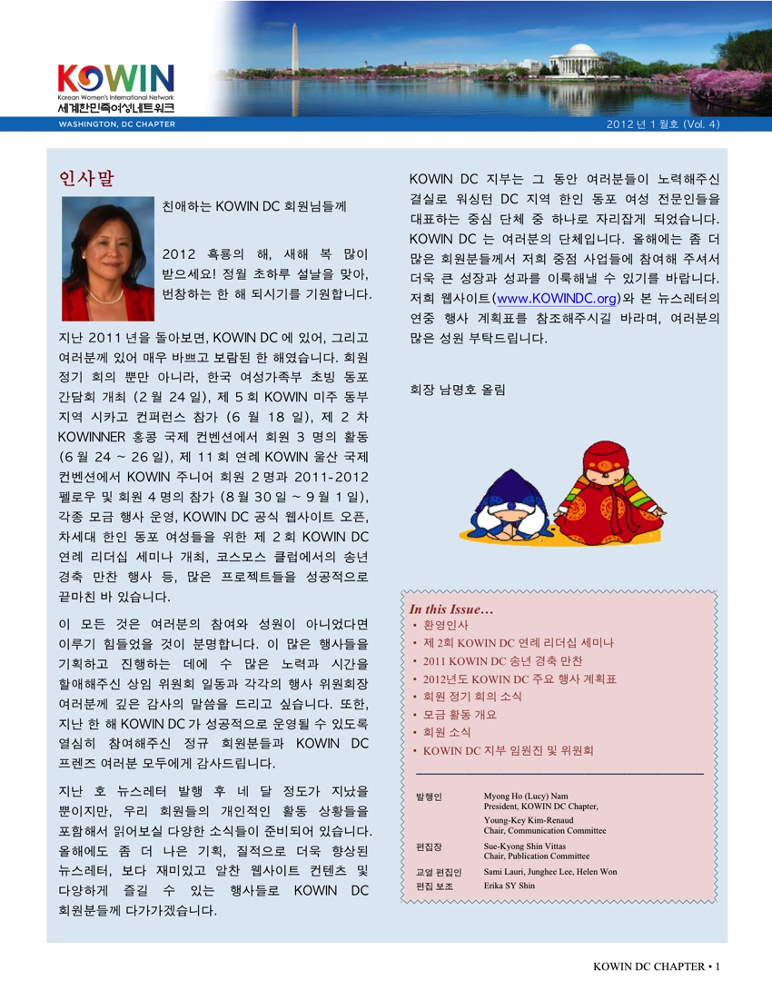 KOWIN
Korean Women's International Network
세계한민족여성네트워크
WASHINGTON, DC CHAPTER
2012 년 1 월호 (Vol. 4)
인사말
친애하는 KOWIN DC 회원님들께
2012 흑룡의 해, 새해 복 많이
받으세요! 정월 초하루 설날을 맞아,
번창하는 한 해 되시기를 기원합니다.
지난 2011 년을 돌아보면, KOWIN DC 에 있어, 그리고
여러분께 있어 매우 바쁘고 보람된 한 해였습니다. 회원
정기 회의 뿐만 아니라, 한국 여성가족부 초빙 동포
간담회 개최 (2 월 24 일), 제 5 회 KOWIN 미주 동부
지역 시카고 컨퍼런스 참가 (6 월 18 일), 제 2 차
KOWINNER 홍콩 국제 컨벤션에서 회원 3 명의 활동
(6 월 24 ~ 26 일), 제 11 회 연례 KOWIN 울산 국제
컨벤션에서 KOWIN 주니어 회원 2 명과 2011-2012
펠로우 및 회원 4 명의 참가 (8 월 30 일 ~ 9 월 1 일),
각종 모금 행사 운영, KOWIN DC 공식 웹사이트 오픈,
차세대 한인 동포 여성들을 위한 제 2 회 KOWIN DC
연례 리더십 세미나 개최, 코스모스 클럽에서의 송년
경축 만찬 행사 등, 많은 프로젝트들을 성공적으로
끝마친 바 있습니다.
이 모든 것은 여러분의 참여와 성원이 아니었다면
이루기 힘들었을 것이 분명합니다. 이 많은 행사들을
기획하고 진행하는 데에 수 많은 노력과 시간을
할애해주신 상임 위원회 일동과 각각의 행사 위원회장
여러분께 깊은 감사의 말씀을 드리고 싶습니다. 또한,
지난 한 해 KOWIN DC 가 성공적으로 운영될 수 있도록
열심히 참여해주신 정규 회원분들과 KOWIN DC
프렌즈 여러분 모두에게 감사드립니다.
지난 호 뉴스레터 발행 후 네 달 정도가 지났을
뿐이지만, 우리 회원들의 개인적인 활동 상황들을
포함해서 읽어보실 다양한 소식들이 준비되어 있습니다.
올해에도 좀 더 나은 기획, 질적으로 더욱 향상된
뉴스레터, 보다 재미있고 알찬 웹사이트 컨텐츠 및
다양하게 즐길 수 있는 행사들로 KOWIN DC
회원분들께 다가가겠습니다.
KOWIN DC 지부는 그 동안 여러분들이 노력해주신
결실로 워싱턴 DC 지역 한인 동포 여성 전문인들을
대표하는 중심 단체 중 하나로 자리잡게 되었습니다.
KOWIN DC 는 여러분의 단체입니다. 올해에는 좀 더
많은 회원분들께서 저희 중점 사업들에 참여해 주셔서
더욱 큰 성장과 성과를 이룩해낼 수 있기를 바랍니다.
저희 웹사이트(www.KOWINDC.org)와 본 뉴스레터의
연중 행사 계획표를 참조해주시길 바라며, 여러분의
많은 성원 부탁드립니다.
회장 남명호 올림
In this Issue…
• 환영인사
• 제 2회 KOWIN DC 연례 리더십 세미나
• 2011 KOWIN DC 송년 경축 만찬
• 2012년도 KOWIN DC 주요 행사 계획표
• 회원 정기 회의 소식
• 모금 활동 개요
• 회원 소식
• KOWIN DC 지부 임원진 및 위원회
발행인 Myong Ho (Lucy) Nam
President, KOWIN DC Chapter,
Young-Key Kim-Renaud
Chair, Communication Committee
편집장 Sue-Kyong Shin Vittas
Chair, Publication Committee
교열 편집인 Sami Lauri, Junghee Lee, Helen Won
편집 보조 Erika SY Shin
KOWIN DC CHAPTER • 1